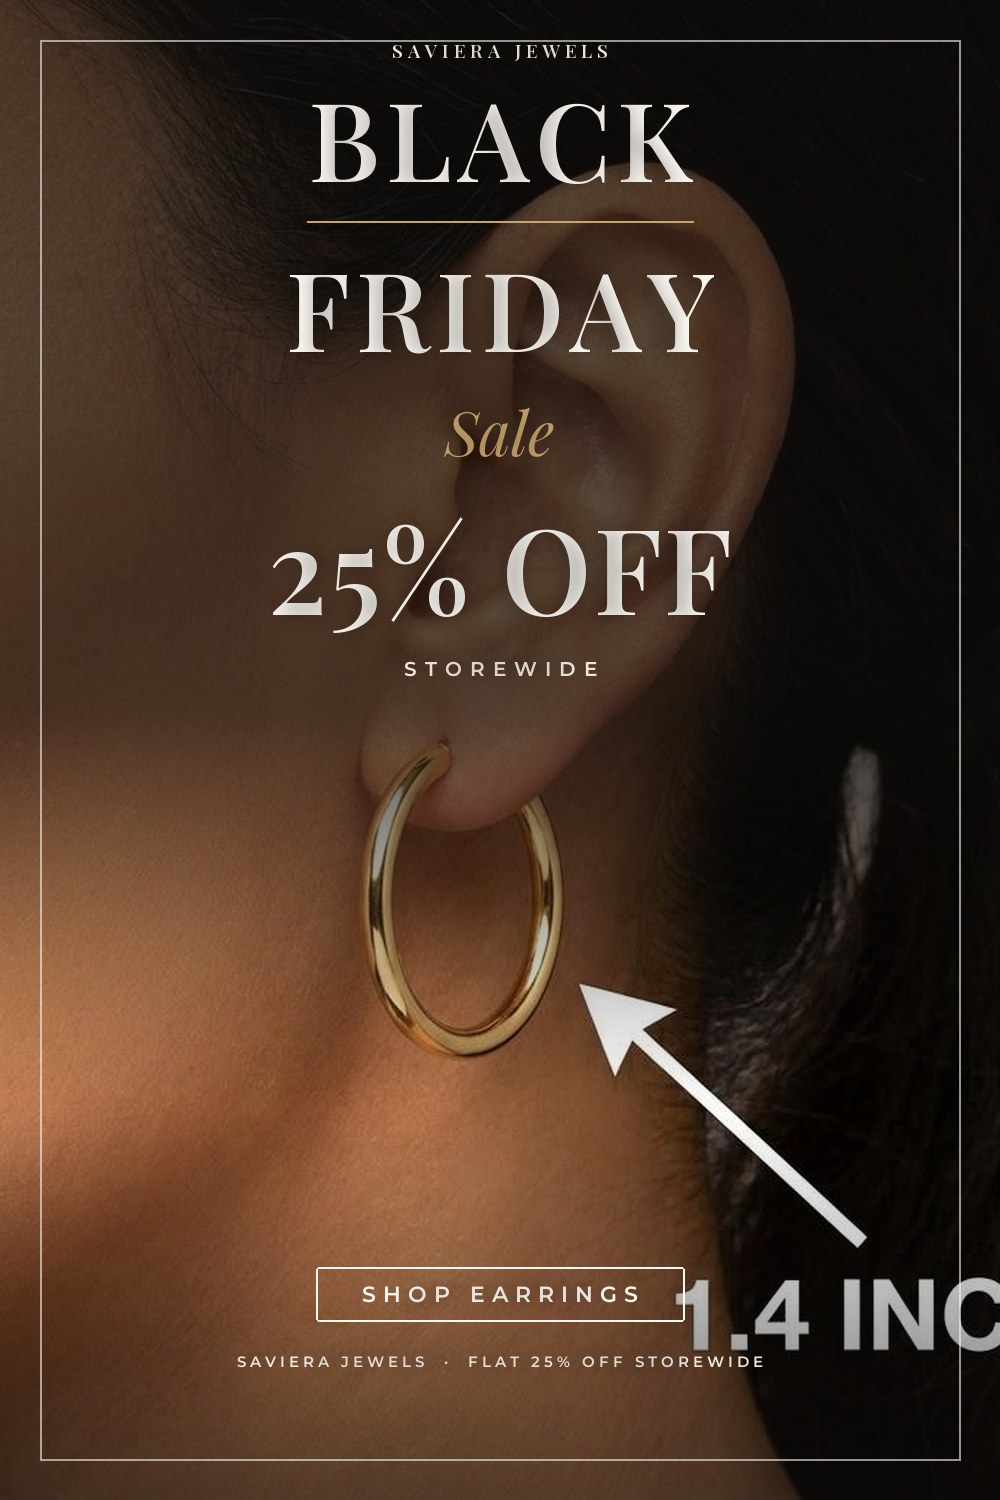 SAVIERA JEWELS
BLACK
FRIDAY
Sale
25% OFF
STOREWIDE
SHOP EARRINGS
1.4 INC
SAVIERA JEWELS · FLAT 25% OFF STOREWIDE